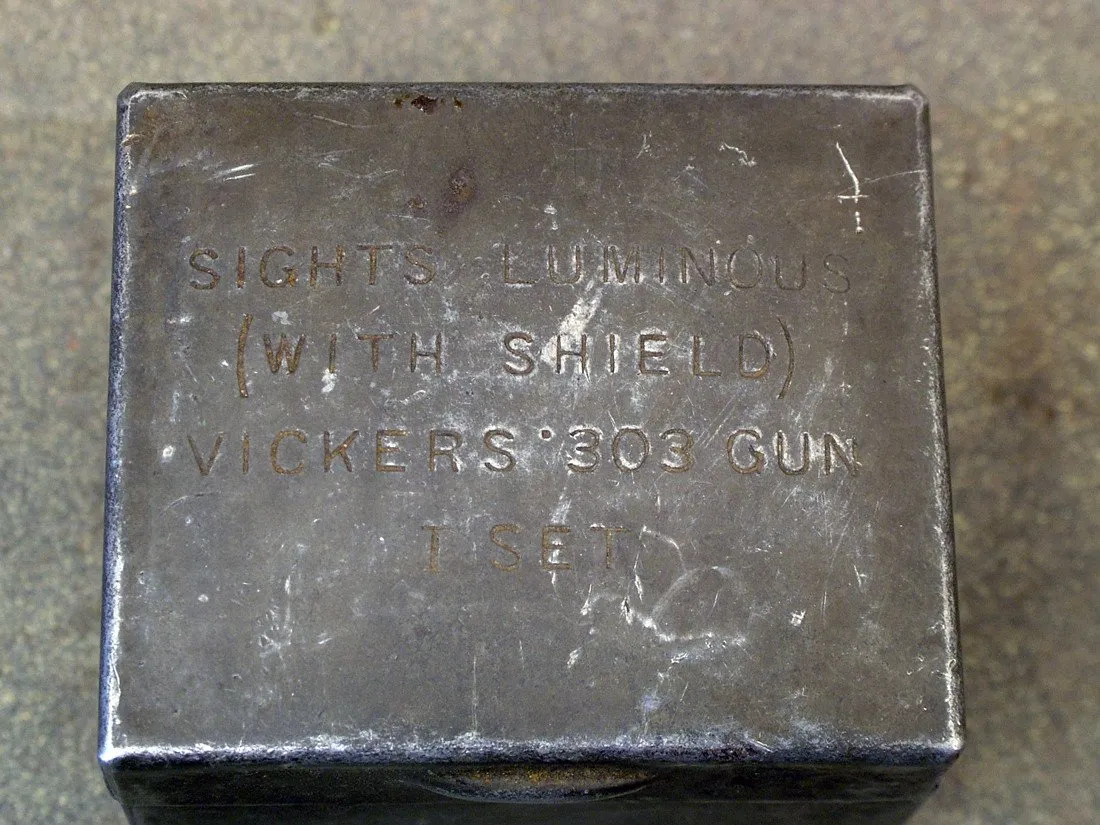 SIGHTS LUMINOUS
(WITH SHIELD)
VICKERS ·303 GUN
1 SET